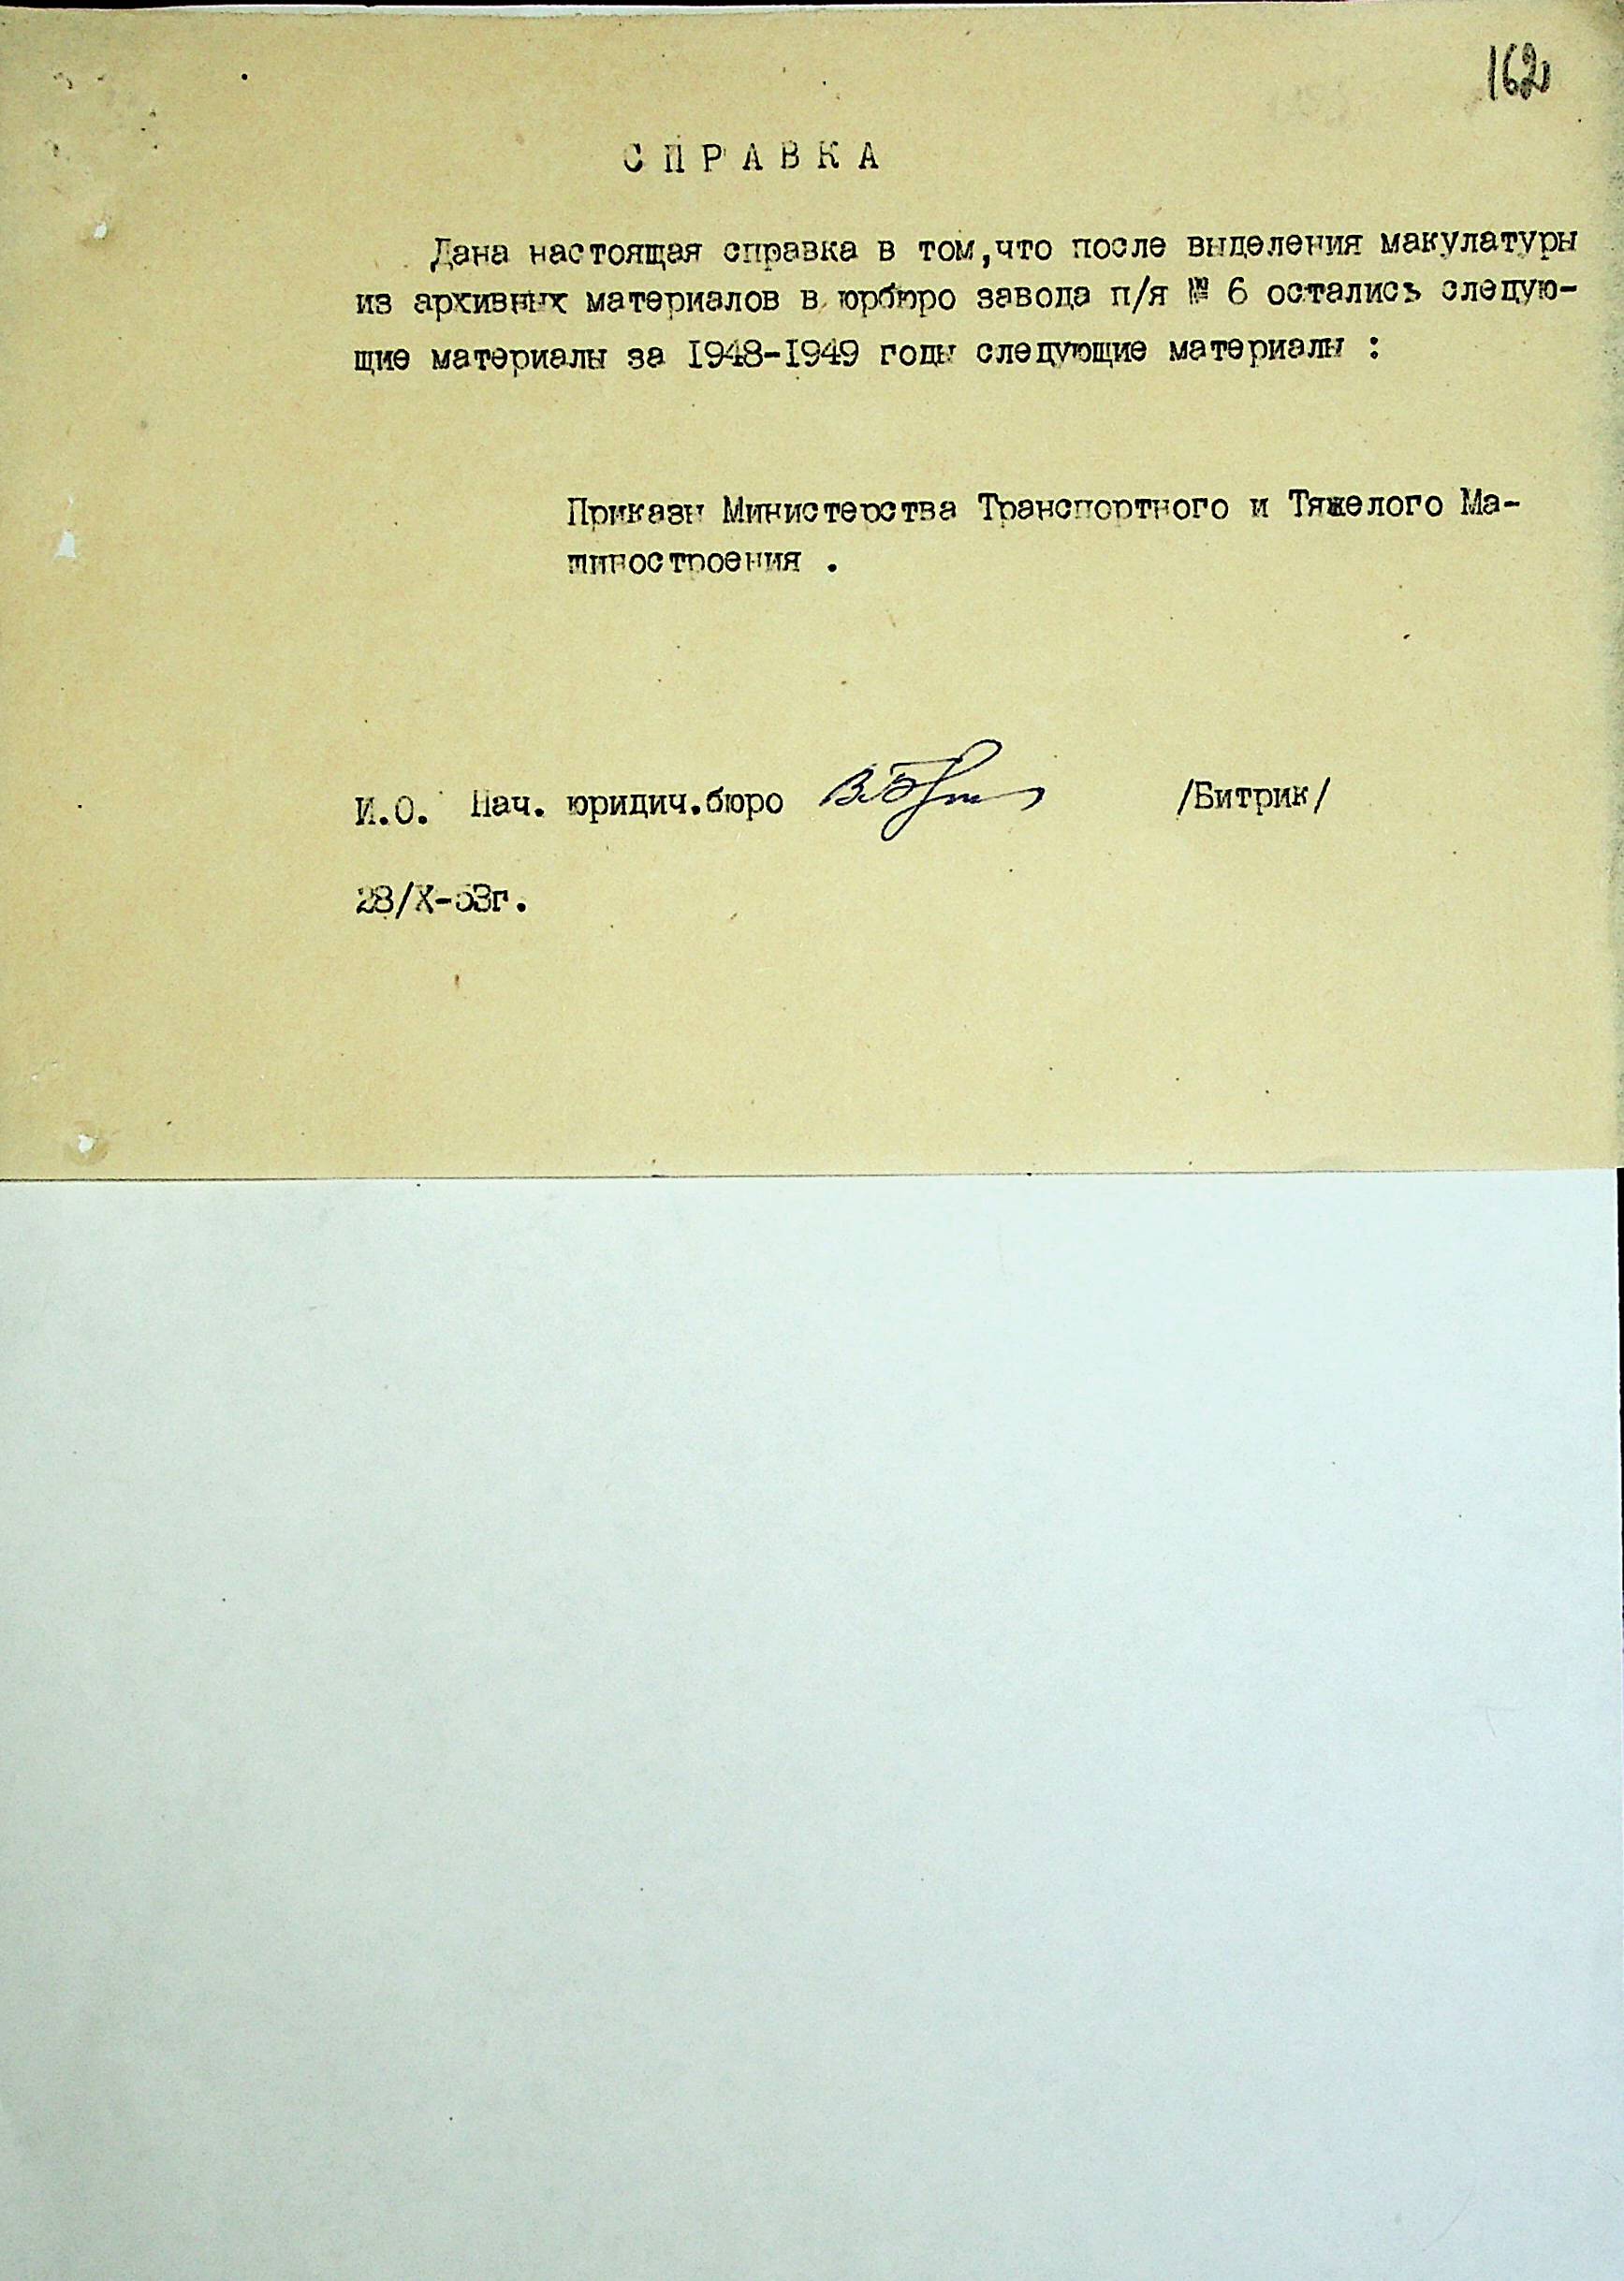 162
СПРАВКА
Дана настоящая справка в том,что после выделения макулатуры
из архивных материалов в юрбюро завода п/я № 6 остались следую-
щие материалы за 1948-1949 годы следующие материалы :
Приказы Министерства Транспортного и Тяжелого Ма-
шиностроения .
И.О. Нач. юридич.бюро /Битрик/
28/X-53г.